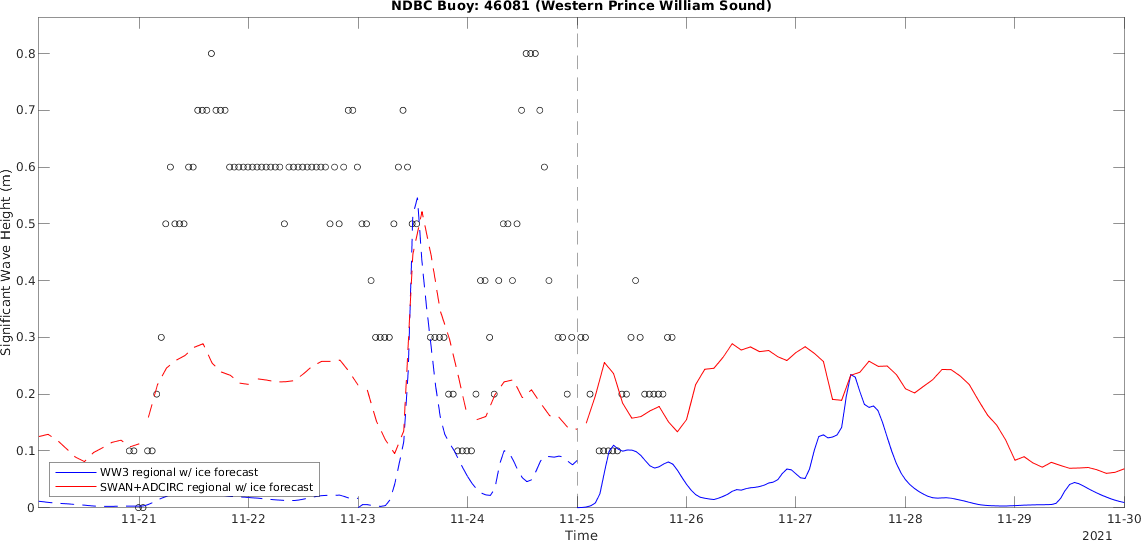 NDBC Buoy: 46081 (Western Prince William Sound)
Significant Wave Height (m)
0.8
0.7
0.6
0.5
0.4
0.3
0.2
0.1
0
WW3 regional w/ ice forecast
SWAN+ADCIRC regional w/ ice forecast
11-21 11-22 11-23 11-24 11-25 11-26 11-27 11-28 11-29 11-30
Time
2021